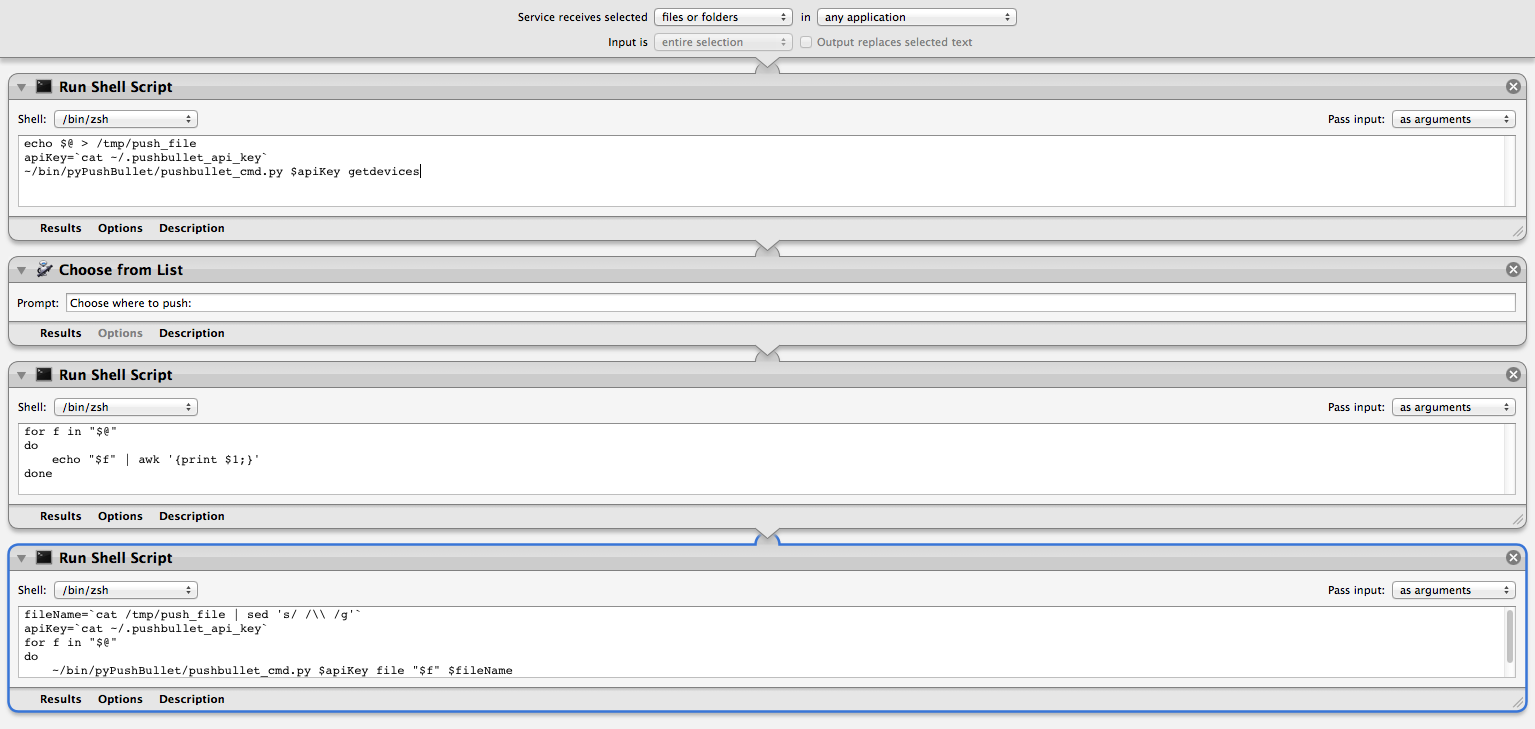 Service receives selected files or folders in any application
Input is entire selection Output replaces selected text
Run Shell Script
Shell: /bin/zsh Pass input: as arguments
echo $@ > /tmp/push_file
apiKey=`cat ~/.pushbullet_api_key`
~/bin/pyPushBullet/pushbullet_cmd.py $apiKey getdevices
Results Options Description
Choose from List
Prompt: Choose where to push:
Results Options Description
Run Shell Script
Shell: /bin/zsh Pass input: as arguments
for f in "$@"
do
    echo "$f" | awk '{print $1;}'
done
Results Options Description
Run Shell Script
Shell: /bin/zsh Pass input: as arguments
fileName=`cat /tmp/push_file | sed 's/ /\\ /g'`
apiKey=`cat ~/.pushbullet_api_key`
for f in "$@"
do
    ~/bin/pyPushBullet/pushbullet_cmd.py $apiKey file "$f" $fileName
Results Options Description